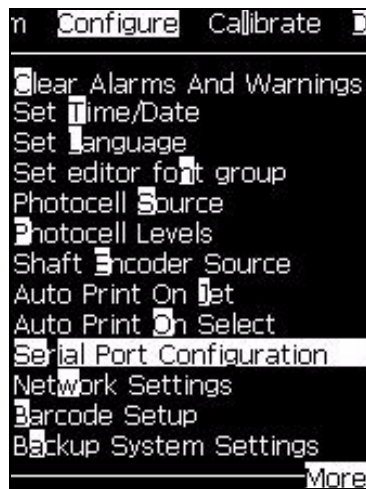 m Configure Calibrate D
Clear Alarms And Warnings
Set Time/Date
Set Language
Set editor font group
Photocell Source
Photocell Levels
Shaft Encoder Source
Auto Print On Jet
Auto Print On Select
Serial Port Configuration
Network Settings
Barcode Setup
Backup System Settings
More